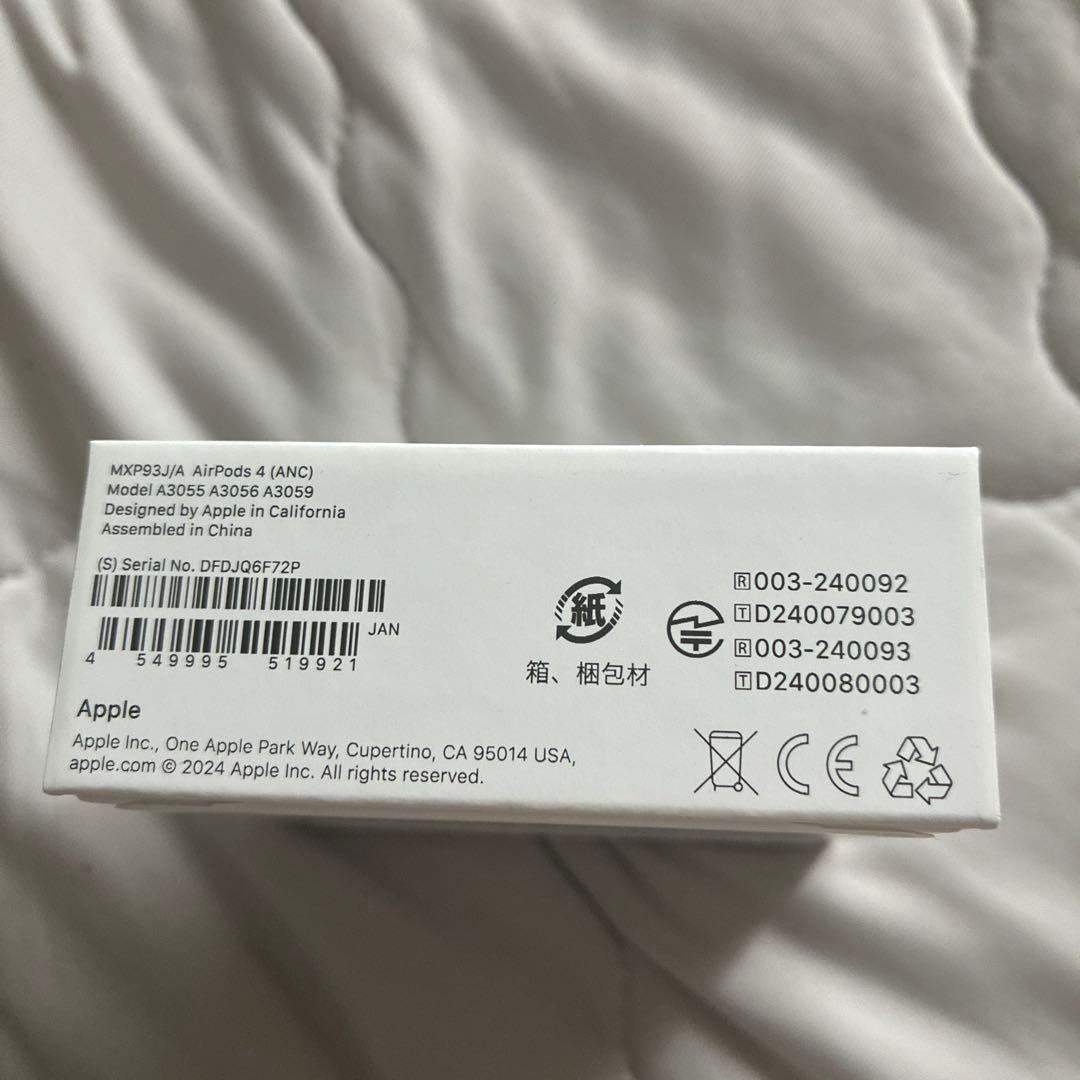 MXP93J/A AirPods 4 (ANC)
Model A3055 A3056 A3059
Designed by Apple in California
Assembled in China
(S) Serial No. DFDJQ6F72P
JAN
4 549995 519921
Apple
Apple Inc., One Apple Park Way, Cupertino, CA 95014 USA,
apple.com © 2024 Apple Inc. All rights reserved.
紙
箱、梱包材
🅁003-240092
🅃D240079003
🅁003-240093
🅃D240080003
CE